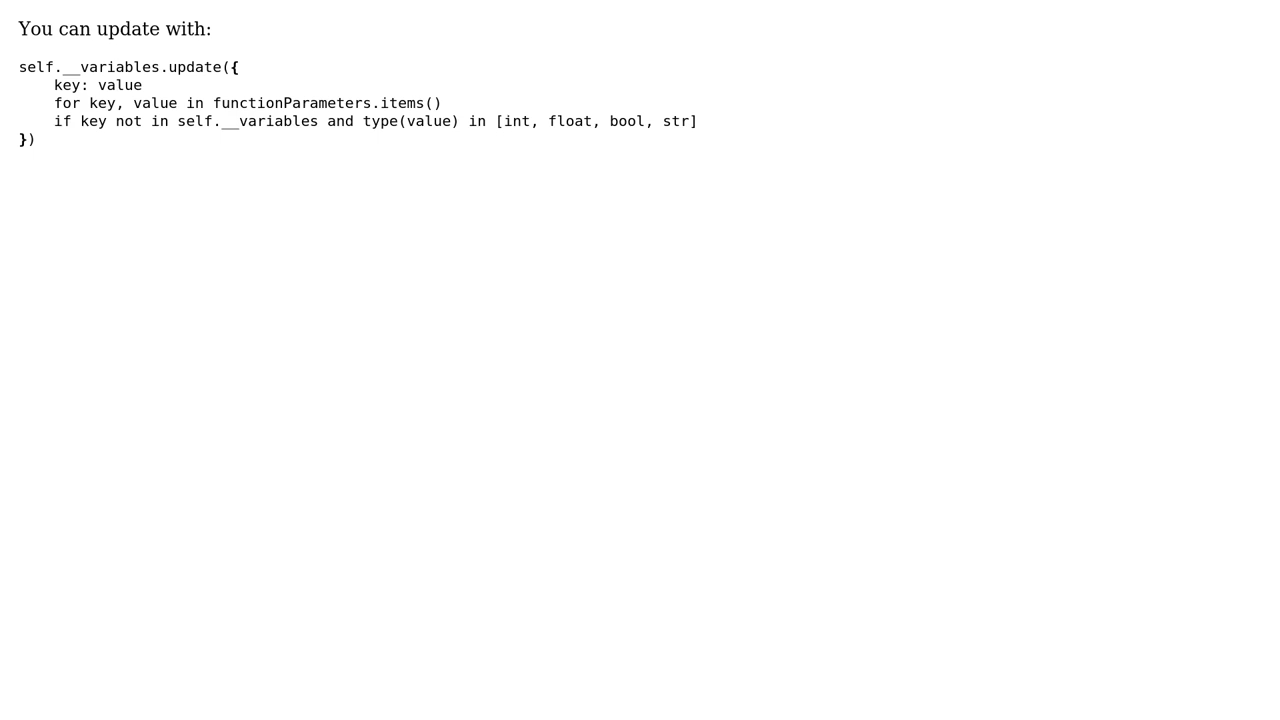 You can update with:
self.__variables.update({
    key: value
    for key, value in functionParameters.items()
    if key not in self.__variables and type(value) in [int, float, bool, str]
})